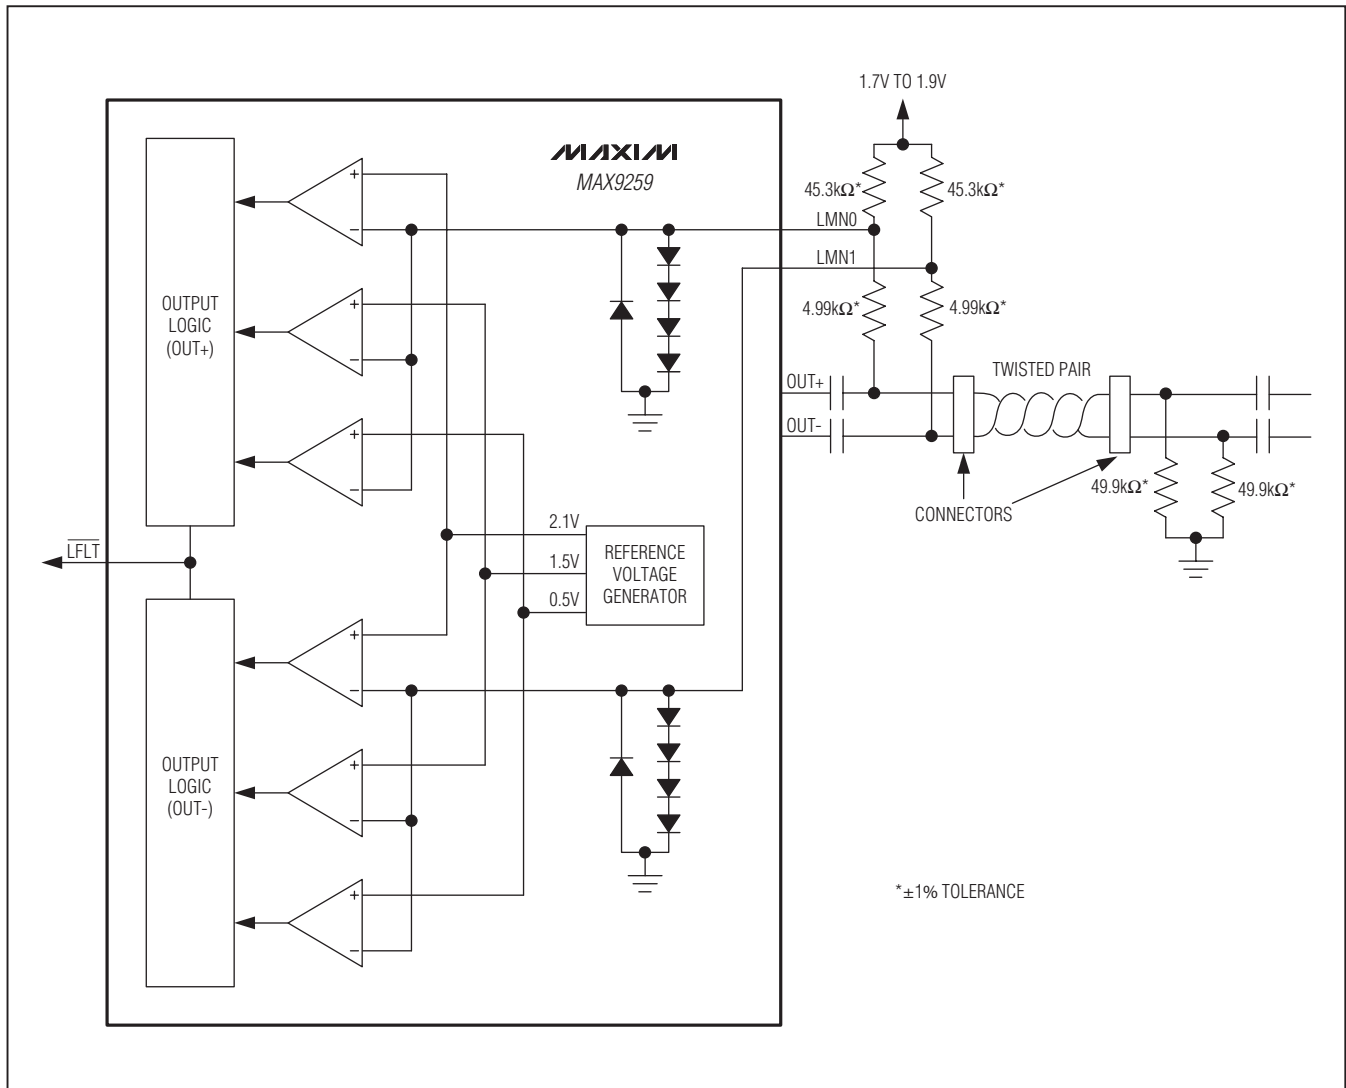 1.7V TO 1.9V
MAXIM
MAX9259
45.3kΩ*
45.3kΩ*
LMN0
LMN1
4.99kΩ*
4.99kΩ*
OUTPUT
LOGIC
(OUT+)
+
−
+
−
+
−
OUT+
OUT-
TWISTED PAIR
49.9kΩ*
49.9kΩ*
CONNECTORS
LFLT
2.1V
1.5V
0.5V
REFERENCE
VOLTAGE
GENERATOR
OUTPUT
LOGIC
(OUT-)
+
−
+
−
+
−
*±1% TOLERANCE